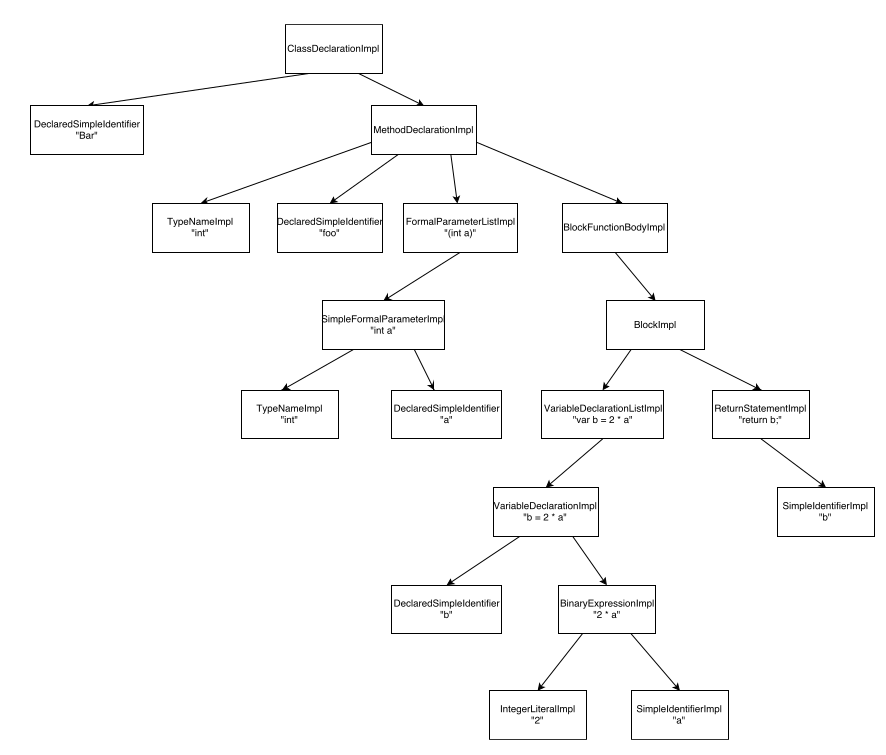 ClassDeclarationImpl
DeclaredSimpleIdentifier
"Bar"
MethodDeclarationImpl
TypeNameImpl
"int"
DeclaredSimpleIdentifier
"foo"
FormalParameterListImpl
"(int a)"
BlockFunctionBodyImpl
SimpleFormalParameterImpl
"int a"
BlockImpl
TypeNameImpl
"int"
DeclaredSimpleIdentifier
"a"
VariableDeclarationListImpl
"var b = 2 * a"
ReturnStatementImpl
"return b;"
VariableDeclarationImpl
"b = 2 * a"
SimpleIdentifierImpl
"b"
DeclaredSimpleIdentifier
"b"
BinaryExpressionImpl
"2 * a"
IntegerLiteralImpl
"2"
SimpleIdentifierImpl
"a"